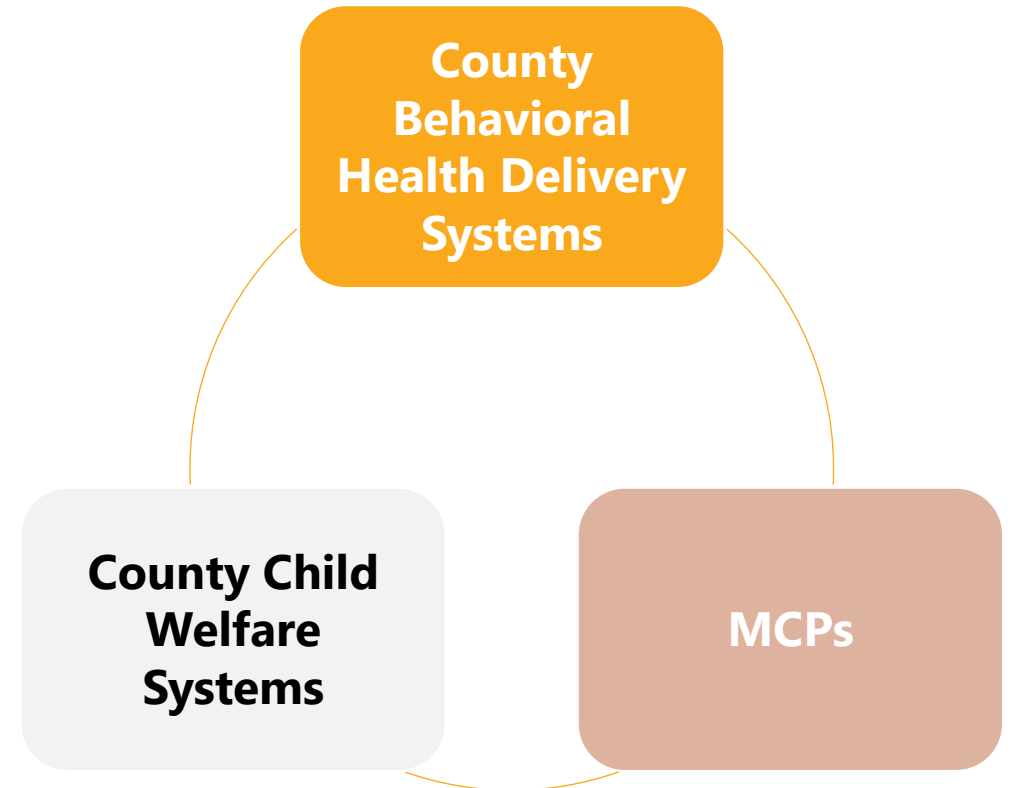 County
Behavioral
Health Delivery
Systems
County Child
Welfare
Systems
MCPs